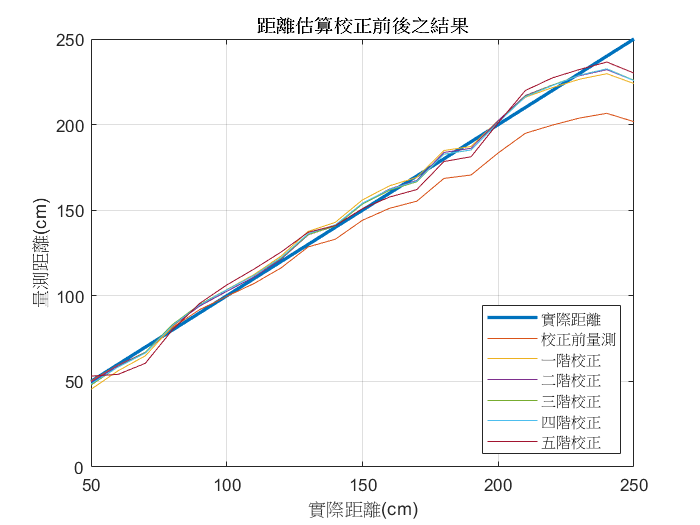 距離估算校正前後之結果
250
200
150
100
50
0
量測距離(cm)
實際距離
校正前量測
一階校正
二階校正
三階校正
四階校正
五階校正
50
100
150
200
250
實際距離(cm)